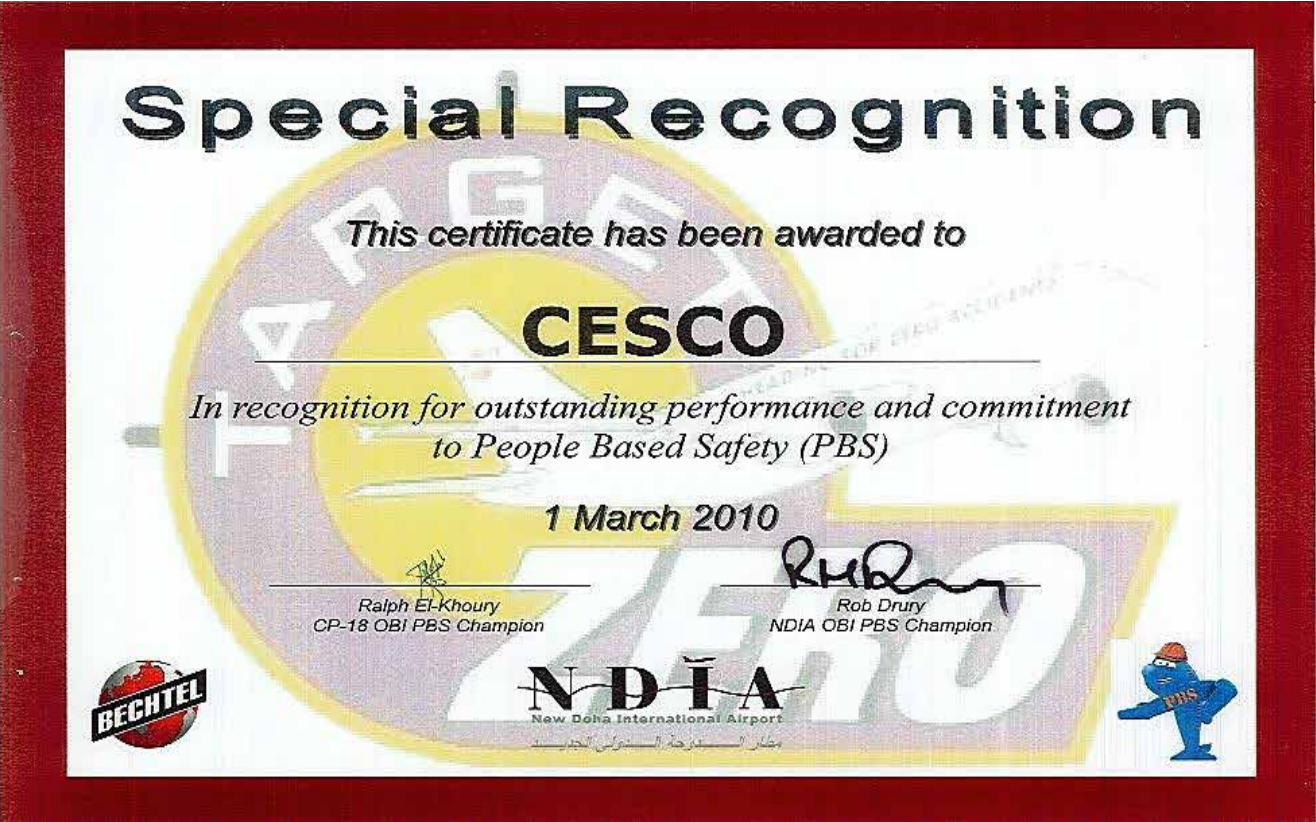 Special Recognition
TARGET
This certificate has been awarded to
CESCO
In recognition for outstanding performance and commitment
to People Based Safety (PBS)
1 March 2010
ZERO
Ralph El-Khoury
CP-18 OBI PBS Champion
Rob Drury
NDIA OBI PBS Champion
BECHTEL
NDIA
New Doha International Airport
مطار الدوحة الدولي الجديد
PBS